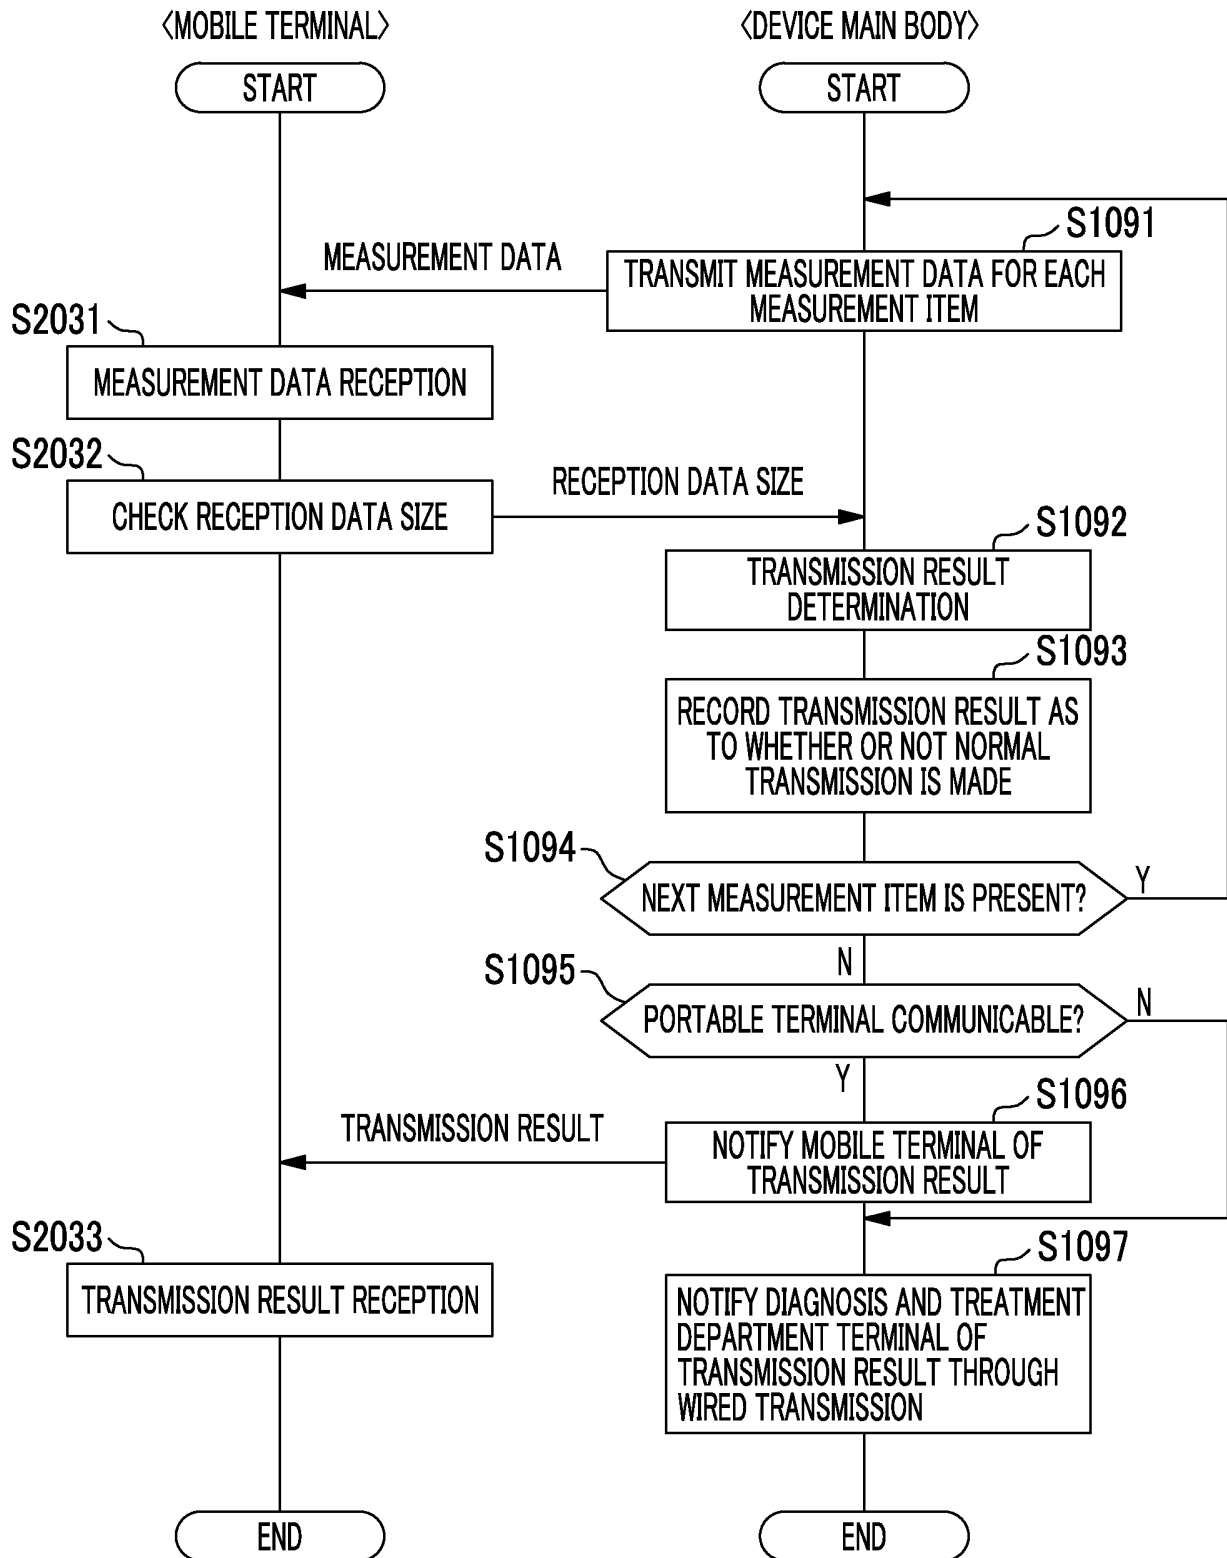 <MOBILE TERMINAL>
<DEVICE MAIN BODY>
START
START
S1091
MEASUREMENT DATA
TRANSMIT MEASUREMENT DATA FOR EACH
MEASUREMENT ITEM
S2031
MEASUREMENT DATA RECEPTION
S2032
RECEPTION DATA SIZE
CHECK RECEPTION DATA SIZE
S1092
TRANSMISSION RESULT
DETERMINATION
S1093
RECORD TRANSMISSION RESULT AS
TO WHETHER OR NOT NORMAL
TRANSMISSION IS MADE
S1094
NEXT MEASUREMENT ITEM IS PRESENT?
Y
N
S1095
PORTABLE TERMINAL COMMUNICABLE?
N
Y
S1096
TRANSMISSION RESULT
NOTIFY MOBILE TERMINAL OF
TRANSMISSION RESULT
S2033
TRANSMISSION RESULT RECEPTION
S1097
NOTIFY DIAGNOSIS AND TREATMENT
DEPARTMENT TERMINAL OF
TRANSMISSION RESULT THROUGH
WIRED TRANSMISSION
END
END